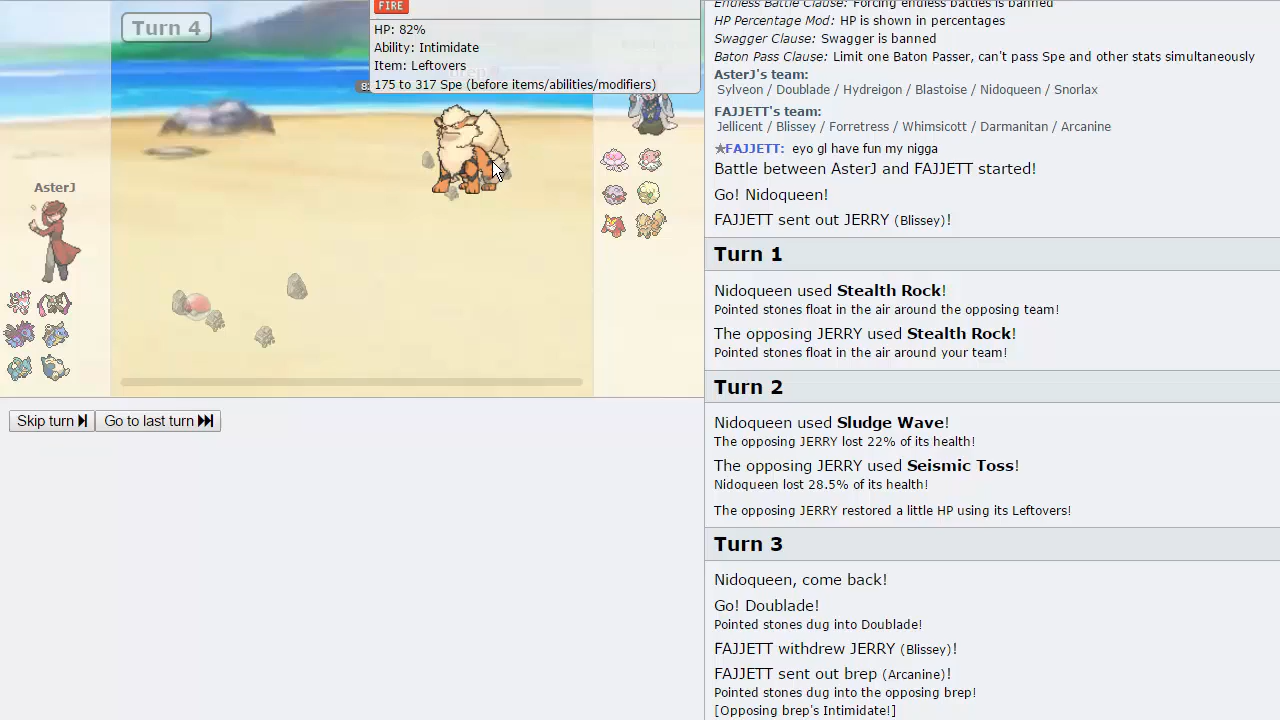 Turn 4
FIRE
HP: 82%
Ability: Intimidate
Item: Leftovers
175 to 317 Spe (before items/abilities/modifiers)
AsterJ
Skip turn
Go to last turn
Endless Battle Clause: Forcing endless battles is banned
HP Percentage Mod: HP is shown in percentages
Swagger Clause: Swagger is banned
Baton Pass Clause: Limit one Baton Passer, can't pass Spe and other stats simultaneously
AsterJ's team:
Sylveon / Doublade / Hydreigon / Blastoise / Nidoqueen / Snorlax
FAJJETT's team:
Jellicent / Blissey / Forretress / Whimsicott / Darmanitan / Arcanine
★FAJJETT: eyo gl have fun my nigga
Battle between AsterJ and FAJJETT started!
Go! Nidoqueen!
FAJJETT sent out JERRY (Blissey)!
Turn 1
Nidoqueen used Stealth Rock!
Pointed stones float in the air around the opposing team!
The opposing JERRY used Stealth Rock!
Pointed stones float in the air around your team!
Turn 2
Nidoqueen used Sludge Wave!
The opposing JERRY lost 22% of its health!
The opposing JERRY used Seismic Toss!
Nidoqueen lost 28.5% of its health!
The opposing JERRY restored a little HP using its Leftovers!
Turn 3
Nidoqueen, come back!
Go! Doublade!
Pointed stones dug into Doublade!
FAJJETT withdrew JERRY (Blissey)!
FAJJETT sent out brep (Arcanine)!
Pointed stones dug into the opposing brep!
[Opposing brep's Intimidate!]